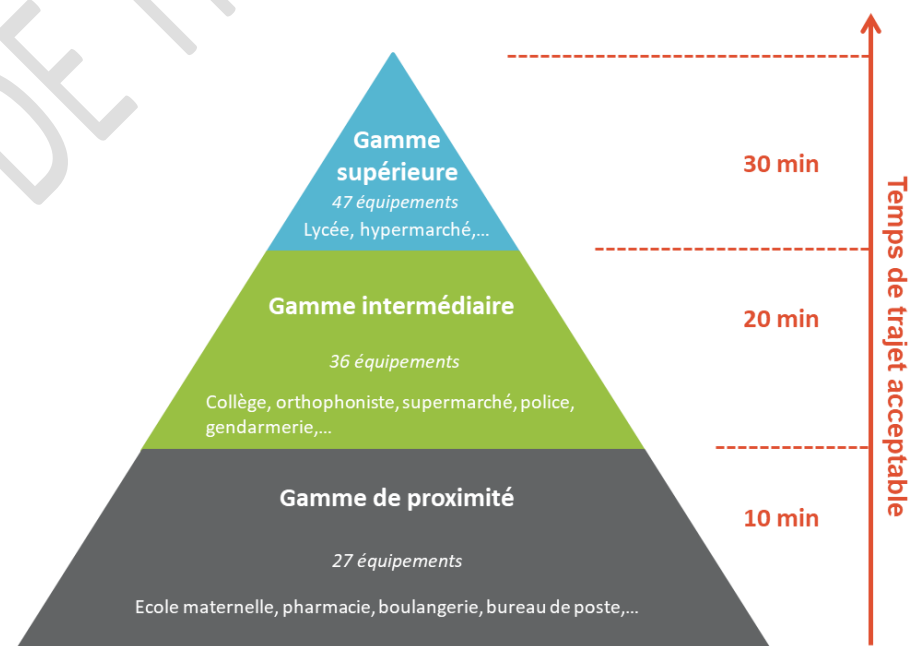 DE
Gamme
supérieure
47 équipements
Lycée, hypermarché,...
30 min
Gamme intermédiaire
36 équipements
Collège, orthophoniste, supermarché, police,
gendarmerie,...
20 min
Gamme de proximité
27 équipements
Ecole maternelle, pharmacie, boulangerie, bureau de poste,...
10 min
Temps de trajet acceptable